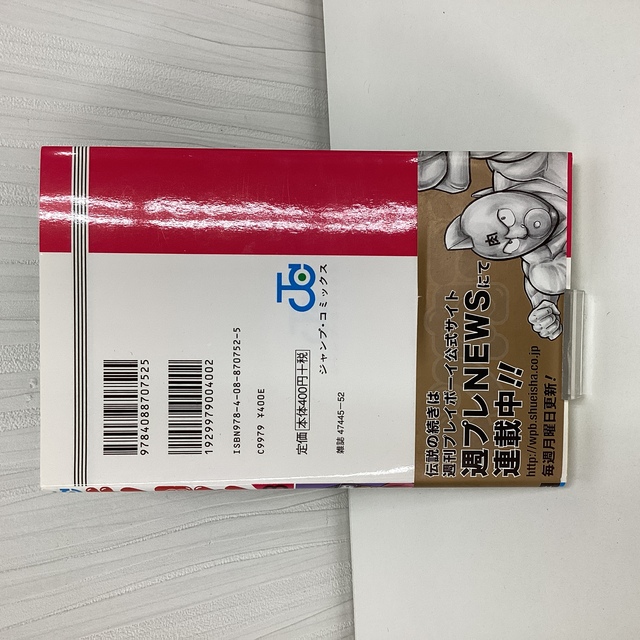 9784088707525
1929979004002
ISBN978-4-08-870752-5
C9979 ¥400E
定価 本体400円+税
雑誌 47445-52
JC
ジャンプ・コミックス
肉
伝説の続きは
週刊プレイボーイ公式サイト
週プレNEWSにて
連載中!!
http://wpb.shueisha.co.jp
毎週月曜日更新!